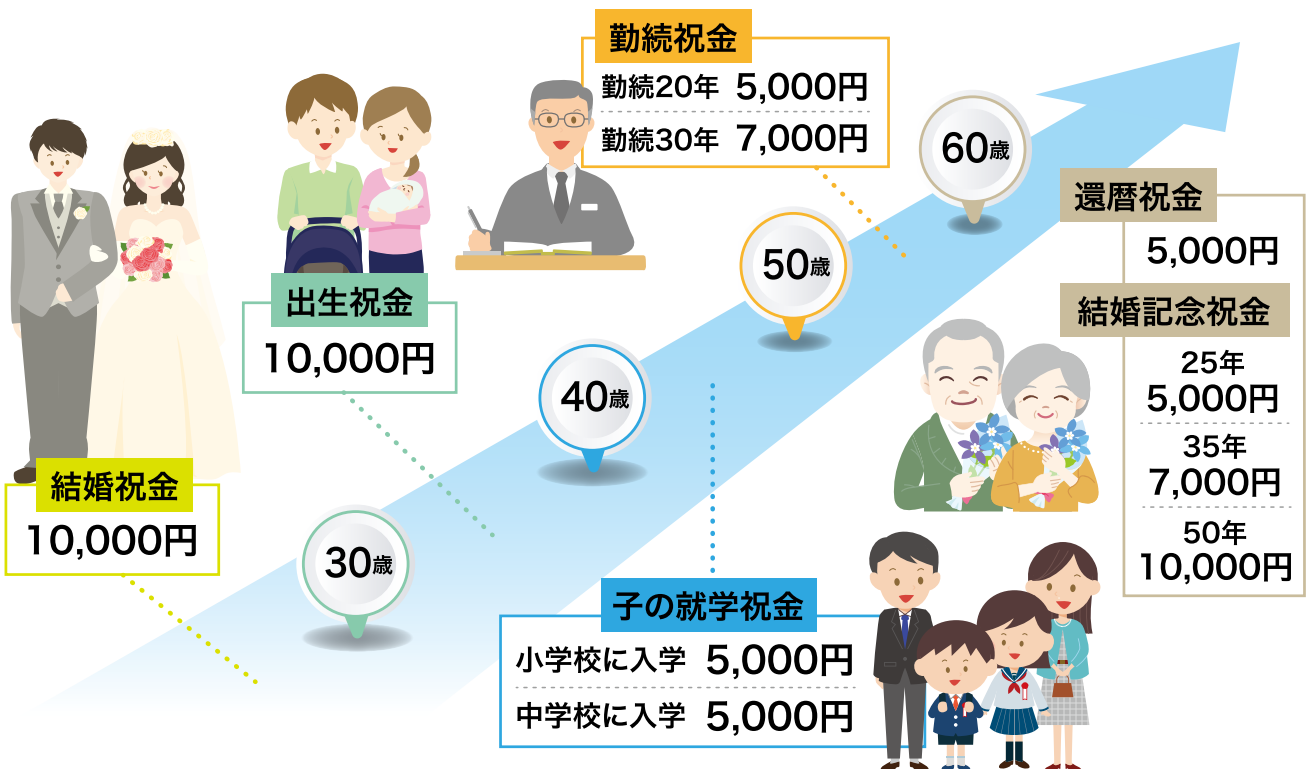 勤続祝金
勤続20年 5,000円
勤続30年 7,000円
60歳
還暦祝金
5,000円
50歳
出生祝金
10,000円
結婚記念祝金
25年
5,000円
35年
7,000円
50年
10,000円
40歳
結婚祝金
10,000円
30歳
子の就学祝金
小学校に入学 5,000円
中学校に入学 5,000円